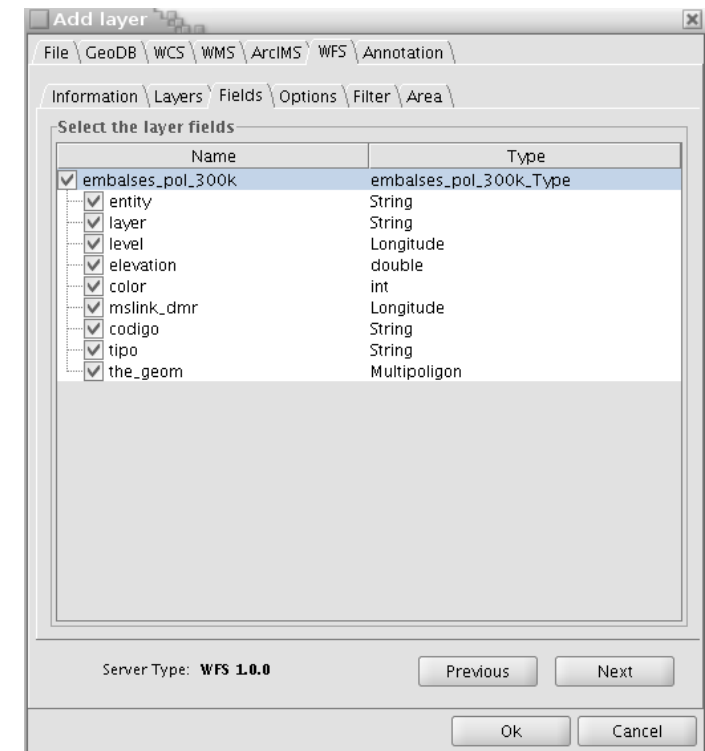 Add layer
File GeoDB WCS WMS ArcIMS WFS Annotation
Information Layers Fields Options Filter Area
Select the layer fields
Name Type
embalses_pol_300k embalses_pol_300k_Type
entity String
layer String
level Longitude
elevation double
color int
mslink_dmr Longitude
codigo String
tipo String
the_geom Multipoligon
Server Type: WFS 1.0.0 Previous Next
Ok Cancel